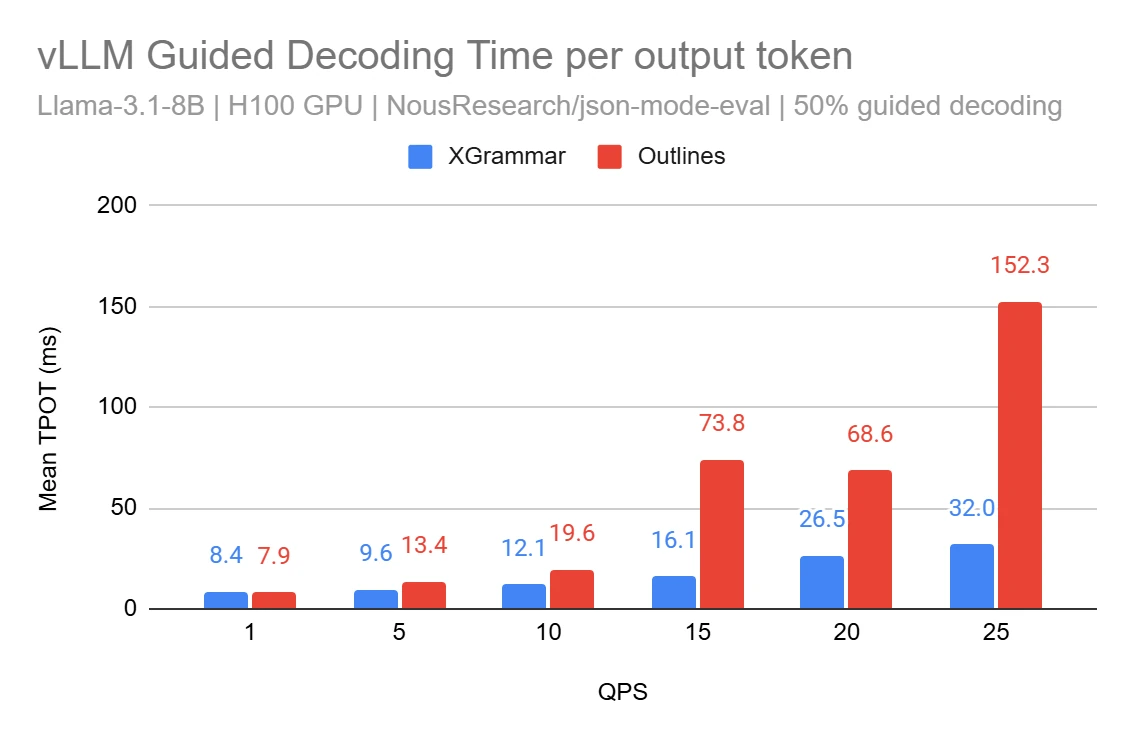 vLLM Guided Decoding Time per output token
Llama-3.1-8B | H100 GPU | NousResearch/json-mode-eval | 50% guided decoding
XGrammar Outlines
200
150
100
50
0
Mean TPOT (ms)
8.4 7.9
9.6 13.4
12.1 19.6
16.1 73.8
26.5 68.6
32.0 152.3
1 5 10 15 20 25
QPS